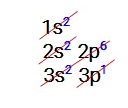 1s²
2s² 2p⁶
3s² 3p¹